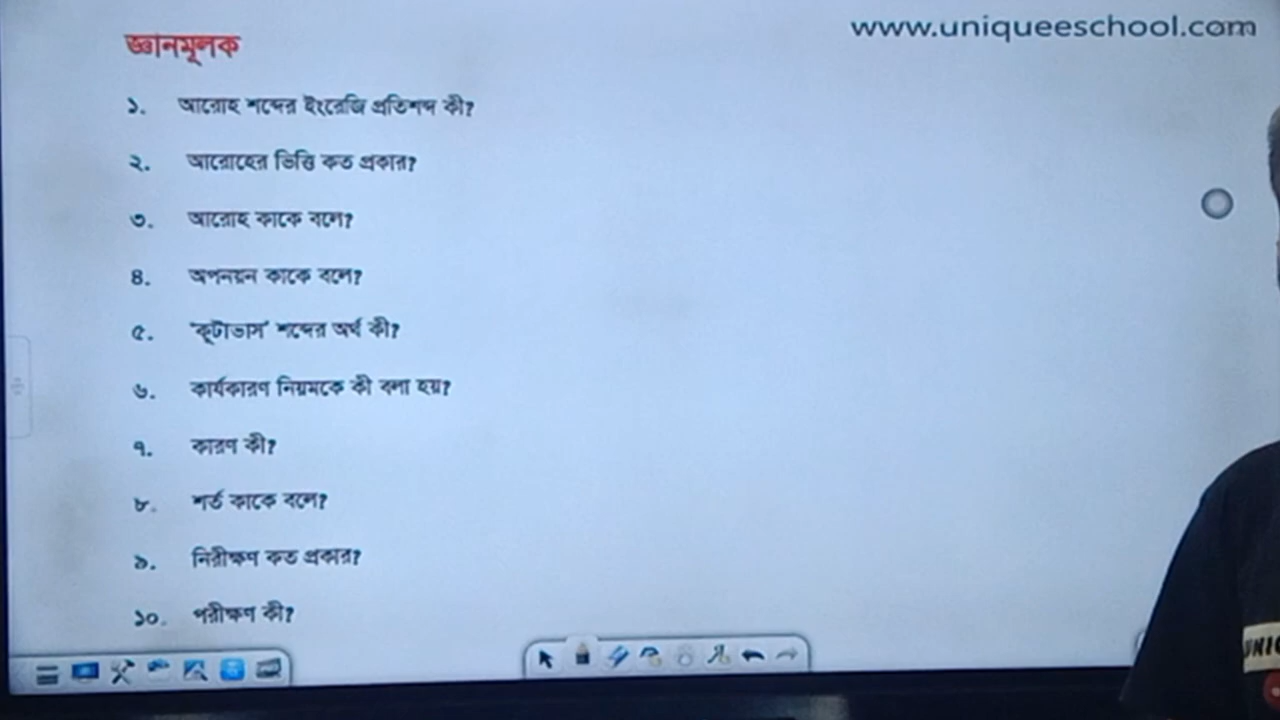 www.uniqueeschool.com
জ্ঞানমূলক
১. আরোহ শব্দের ইংরেজি প্রতিশব্দ কী?
২. আরোহের ভিত্তি কত প্রকার?
৩. আরোহ কাকে বলে?
৪. অপনয়ন কাকে বলে?
৫. 'কূটাভাস' শব্দের অর্থ কী?
৬. কার্যকারণ নিয়মকে কী বলা হয়?
৭. কারণ কী?
৮. শর্ত কাকে বলে?
৯. নিরীক্ষণ কত প্রকার?
১০. পরীক্ষণ কী?